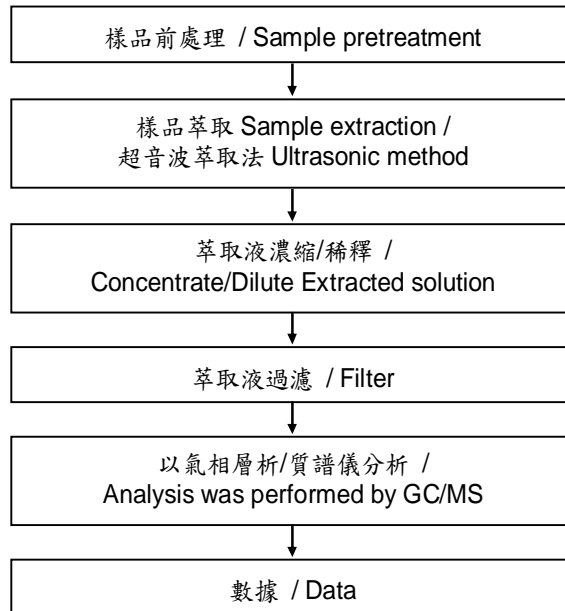 樣品前處理 / Sample pretreatment
樣品萃取 Sample extraction /
超音波萃取法 Ultrasonic method
萃取液濃縮/稀釋 /
Concentrate/Dilute Extracted solution
萃取液過濾 / Filter
以氣相層析/質譜儀分析 /
Analysis was performed by GC/MS
數據 / Data